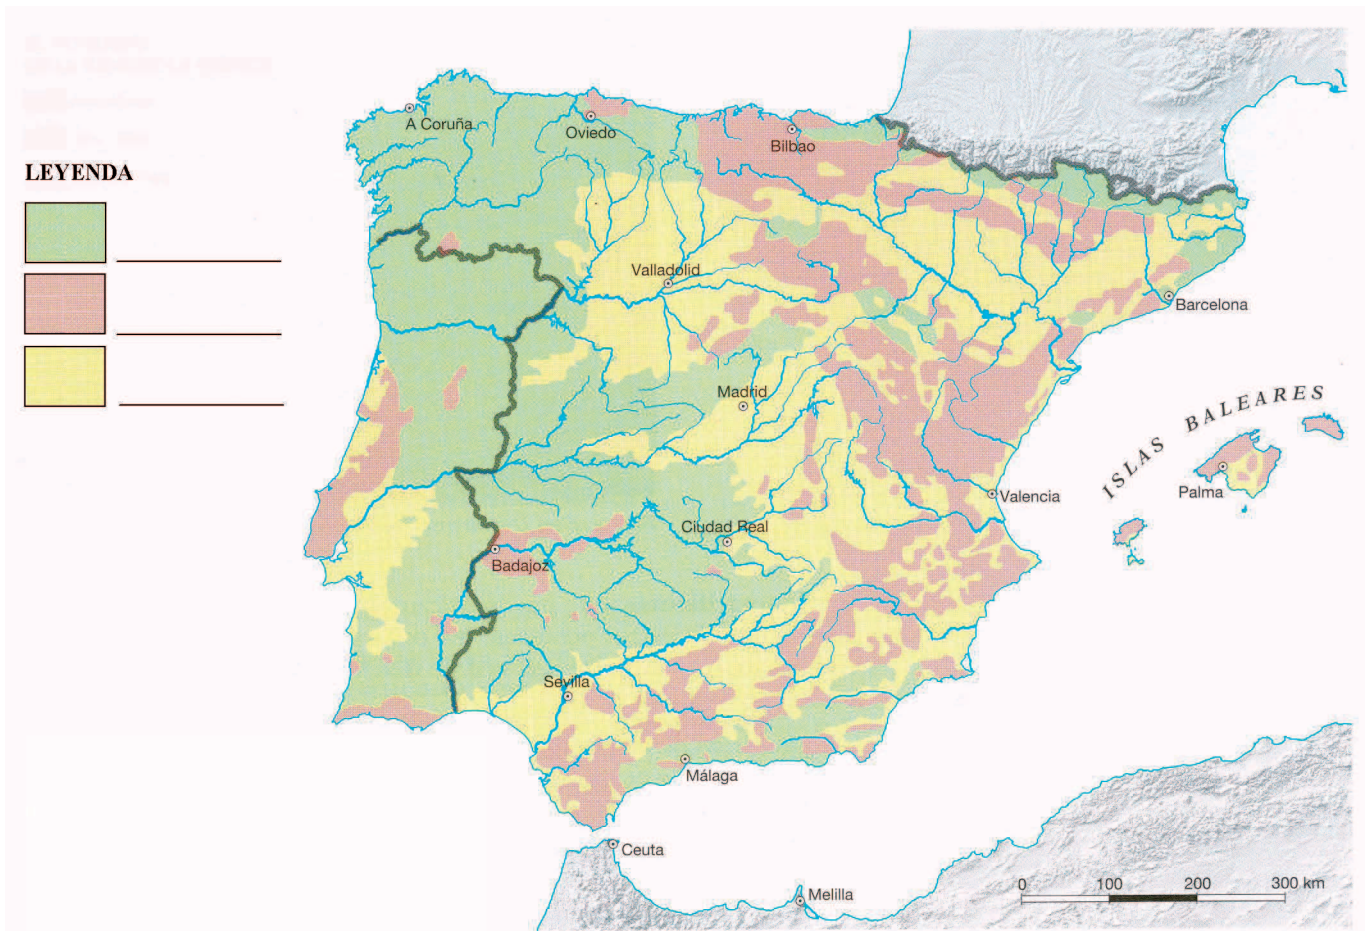 LEYENDA
A Coruña
Oviedo
Bilbao
Valladolid
Barcelona
Madrid
ISLAS BALEARES
Palma
Valencia
Ciudad Real
Badajoz
Sevilla
Málaga
Ceuta
Melilla
0 100 200 300 km